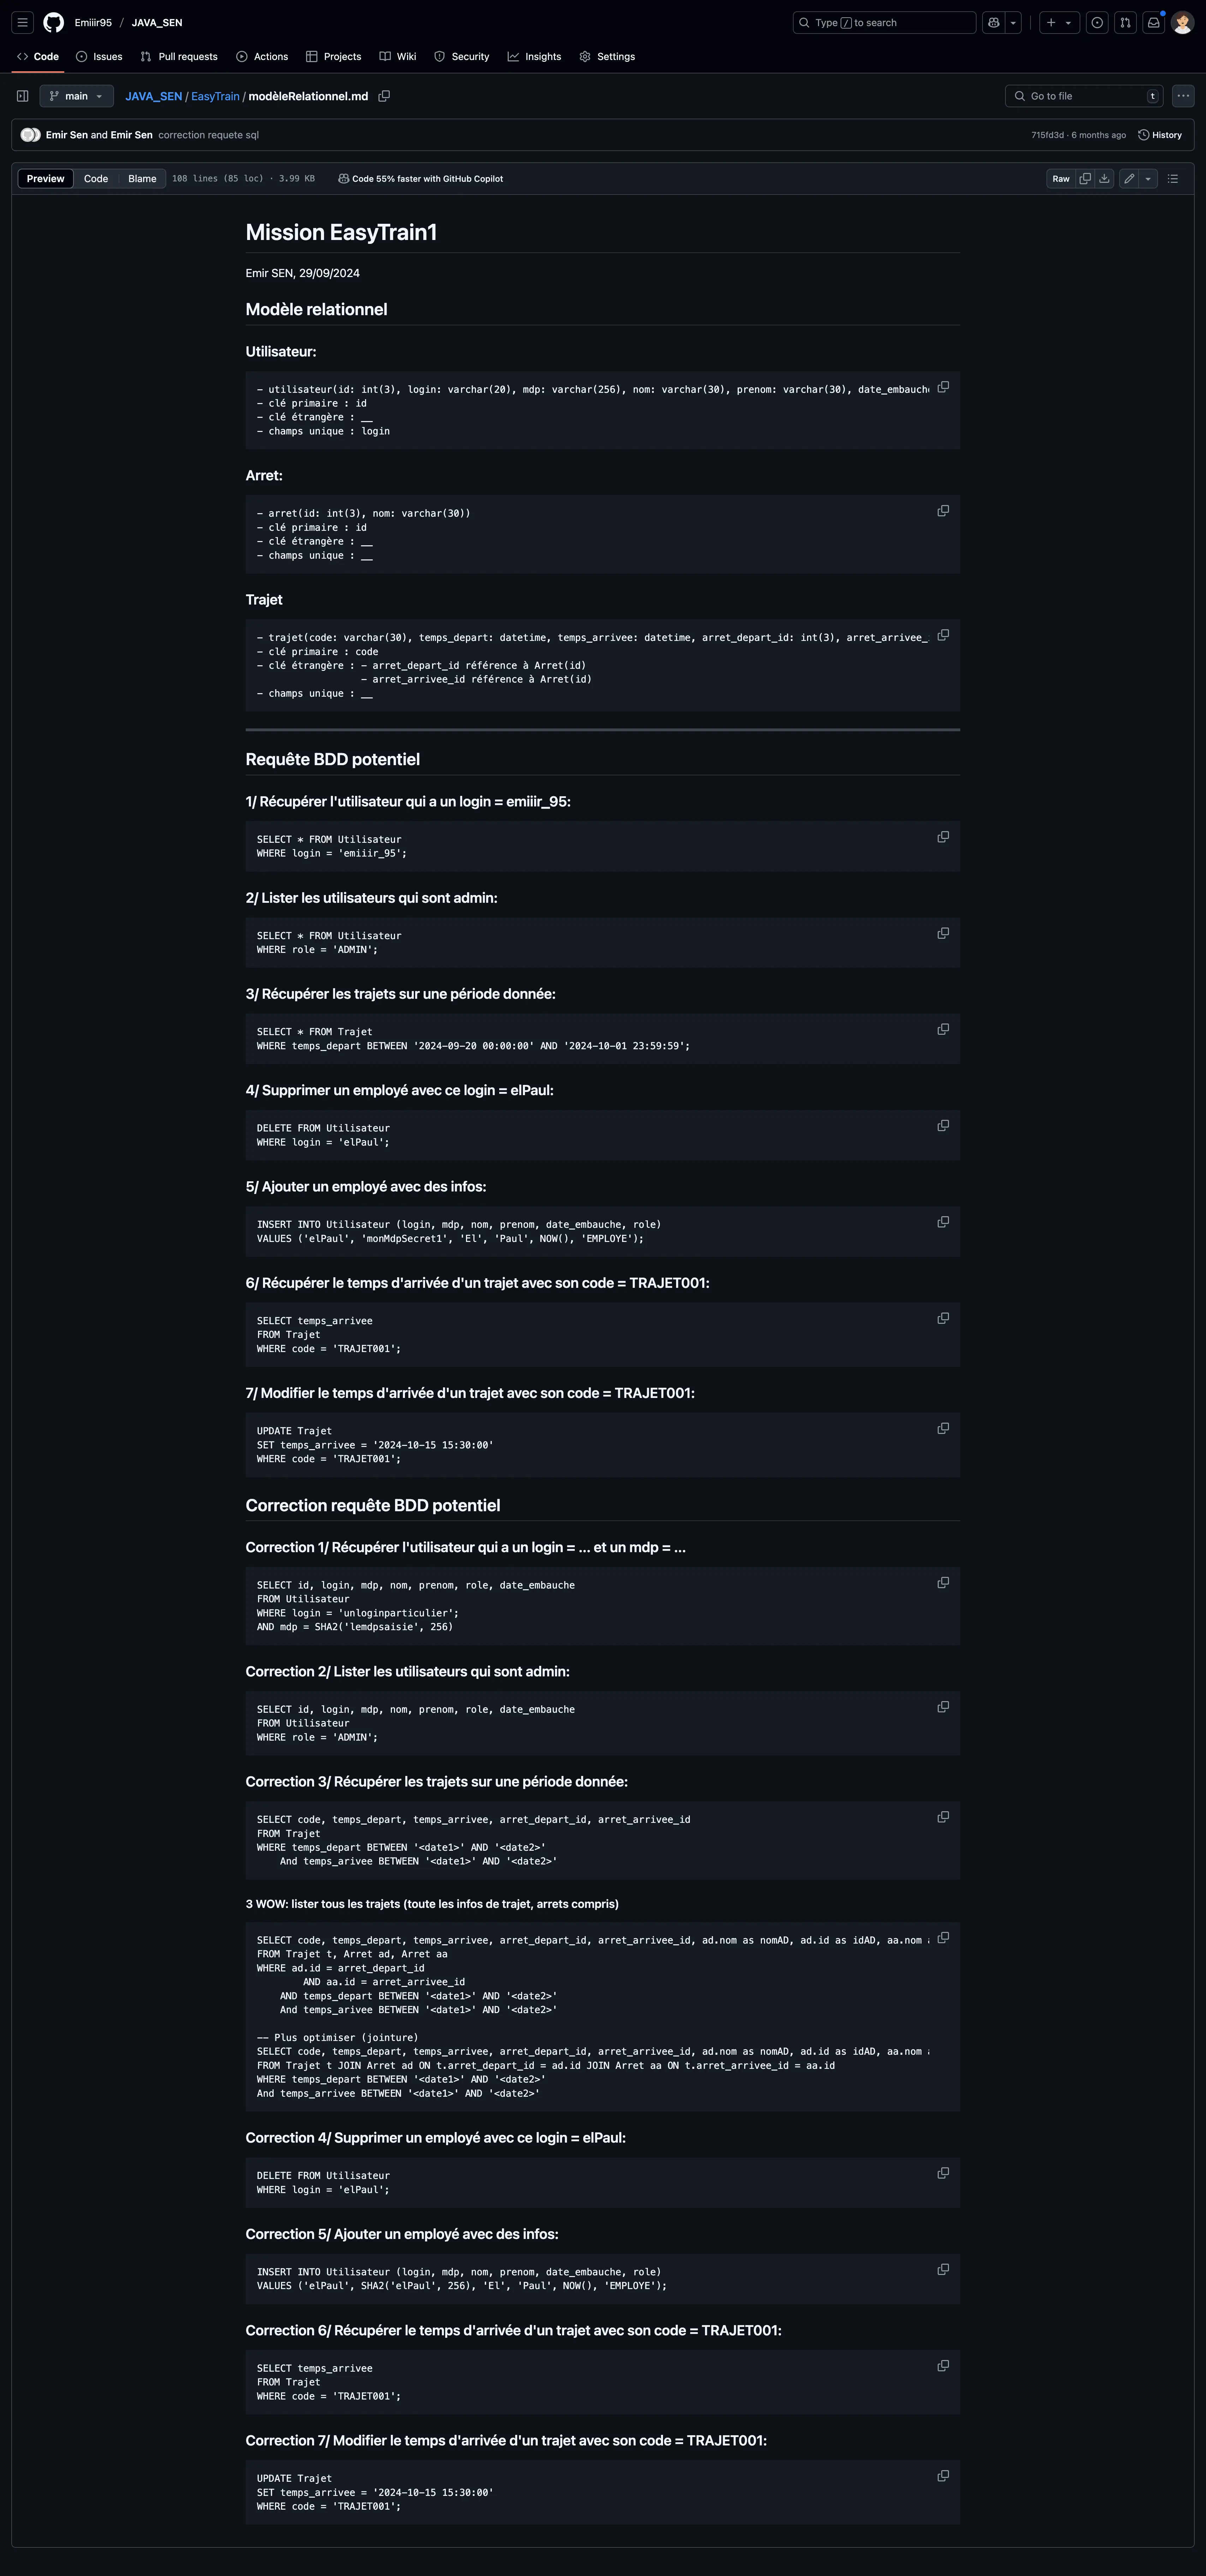 Emiiir95 / JAVA_SEN
Type / to search
Code Issues Pull requests Actions Projects Wiki Security Insights Settings
main JAVA_SEN / EasyTrain / modèleRelationnel.md
Go to file t
Emir Sen and Emir Sen correction requete sql
715fd3d · 6 months ago History
Preview Code Blame 108 lines (85 loc) · 3.99 KB Code 55% faster with GitHub Copilot
Raw
Mission EasyTrain1
Emir SEN, 29/09/2024
Modèle relationnel
Utilisateur:
- utilisateur(id: int(3), login: varchar(20), mdp: varchar(256), nom: varchar(30), prenom: varchar(30), date_embauche
- clé primaire : id
- clé étrangère : __
- champs unique : login
Arret:
- arret(id: int(3), nom: varchar(30))
- clé primaire : id
- clé étrangère : __
- champs unique : __
Trajet
- trajet(code: varchar(30), temps_depart: datetime, temps_arrivee: datetime, arret_depart_id: int(3), arret_arrivee_
- clé primaire : code
- clé étrangère : - arret_depart_id référence à Arret(id)
- arret_arrivee_id référence à Arret(id)
- champs unique : __
Requête BDD potentiel
1/ Récupérer l'utilisateur qui a un login = emiiir_95:
SELECT * FROM Utilisateur
WHERE login = 'emiiir_95';
2/ Lister les utilisateurs qui sont admin:
SELECT * FROM Utilisateur
WHERE role = 'ADMIN';
3/ Récupérer les trajets sur une période donnée:
SELECT * FROM Trajet
WHERE temps_depart BETWEEN '2024-09-20 00:00:00' AND '2024-10-01 23:59:59';
4/ Supprimer un employé avec ce login = elPaul:
DELETE FROM Utilisateur
WHERE login = 'elPaul';
5/ Ajouter un employé avec des infos:
INSERT INTO Utilisateur (login, mdp, nom, prenom, date_embauche, role)
VALUES ('elPaul', 'monMdpSecret1', 'El', 'Paul', NOW(), 'EMPLOYE');
6/ Récupérer le temps d'arrivée d'un trajet avec son code = TRAJET001:
SELECT temps_arrivee
FROM Trajet
WHERE code = 'TRAJET001';
7/ Modifier le temps d'arrivée d'un trajet avec son code = TRAJET001:
UPDATE Trajet
SET temps_arrivee = '2024-10-15 15:30:00'
WHERE code = 'TRAJET001';
Correction requête BDD potentiel
Correction 1/ Récupérer l'utilisateur qui a un login = ... et un mdp = ...
SELECT id, login, mdp, nom, prenom, role, date_embauche
FROM Utilisateur
WHERE login = 'unloginparticulier';
AND mdp = SHA2('lemdpsaisie', 256)
Correction 2/ Lister les utilisateurs qui sont admin:
SELECT id, login, mdp, nom, prenom, role, date_embauche
FROM Utilisateur
WHERE role = 'ADMIN';
Correction 3/ Récupérer les trajets sur une période donnée:
SELECT code, temps_depart, temps_arrivee, arret_depart_id, arret_arrivee_id
FROM Trajet
WHERE temps_depart BETWEEN '<date1>' AND '<date2>'
And temps_arivee BETWEEN '<date1>' AND '<date2>'
3 WOW: lister tous les trajets (toute les infos de trajet, arrets compris)
SELECT code, temps_depart, temps_arrivee, arret_depart_id, arret_arrivee_id, ad.nom as nomAD, ad.id as idAD, aa.nom a
FROM Trajet t, Arret ad, Arret aa
WHERE ad.id = arret_depart_id
AND aa.id = arret_arrivee_id
AND temps_depart BETWEEN '<date1>' AND '<date2>'
And temps_arivee BETWEEN '<date1>' AND '<date2>'
-- Plus optimiser (jointure)
SELECT code, temps_depart, temps_arrivee, arret_depart_id, arret_arrivee_id, ad.nom as nomAD, ad.id as idAD, aa.nom a
FROM Trajet t JOIN Arret ad ON t.arret_depart_id = ad.id JOIN Arret aa ON t.arret_arrivee_id = aa.id
WHERE temps_depart BETWEEN '<date1>' AND '<date2>'
And temps_arrivee BETWEEN '<date1>' AND '<date2>'
Correction 4/ Supprimer un employé avec ce login = elPaul:
DELETE FROM Utilisateur
WHERE login = 'elPaul';
Correction 5/ Ajouter un employé avec des infos:
INSERT INTO Utilisateur (login, mdp, nom, prenom, date_embauche, role)
VALUES ('elPaul', SHA2('elPaul', 256), 'El', 'Paul', NOW(), 'EMPLOYE');
Correction 6/ Récupérer le temps d'arrivée d'un trajet avec son code = TRAJET001:
SELECT temps_arrivee
FROM Trajet
WHERE code = 'TRAJET001';
Correction 7/ Modifier le temps d'arrivée d'un trajet avec son code = TRAJET001:
UPDATE Trajet
SET temps_arrivee = '2024-10-15 15:30:00'
WHERE code = 'TRAJET001';